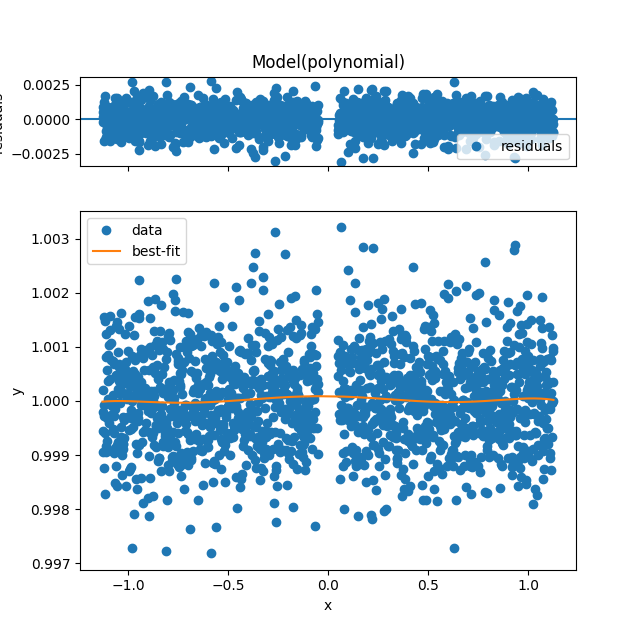 Model(polynomial)
0.0025
0.0000
−0.0025
residuals
residuals
1.003
1.002
1.001
1.000
0.999
0.998
0.997
y
data
best-fit
−1.0
−0.5
0.0
0.5
1.0
x